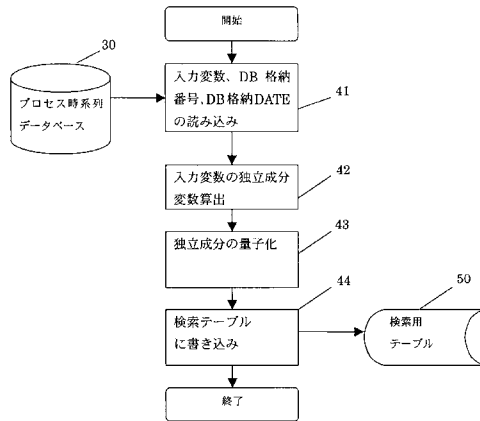 開始
30
プロセス時系列
データベース
入力変数、DB 格納
番号、DB格納DATE
の読み込み
41
入力変数の独立成分
変数算出
42
独立成分の量子化
43
検索テーブル
に書き込み
44
検索用
テーブル
50
終了